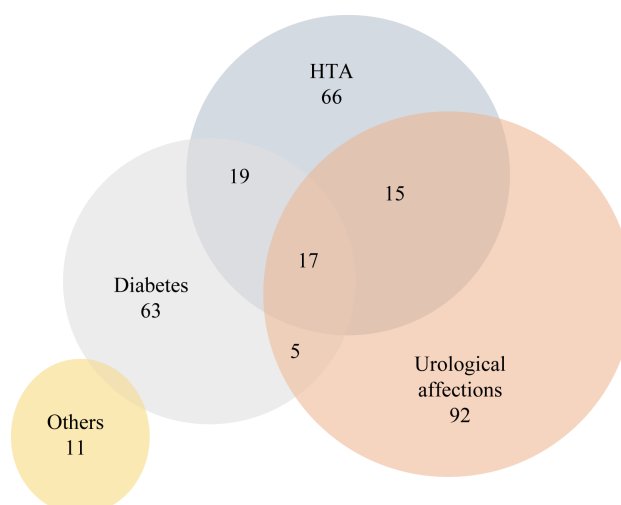 HTA
66
19
15
17
Diabetes
63
5
Urological
affections
92
Others
11